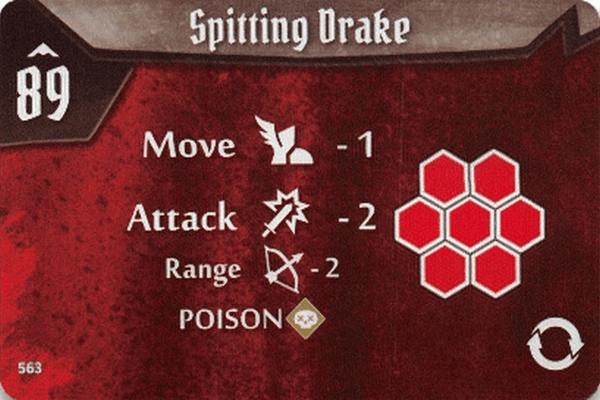 Spitting Drake
89
Move - 1
Attack - 2
Range - 2
POISON
563